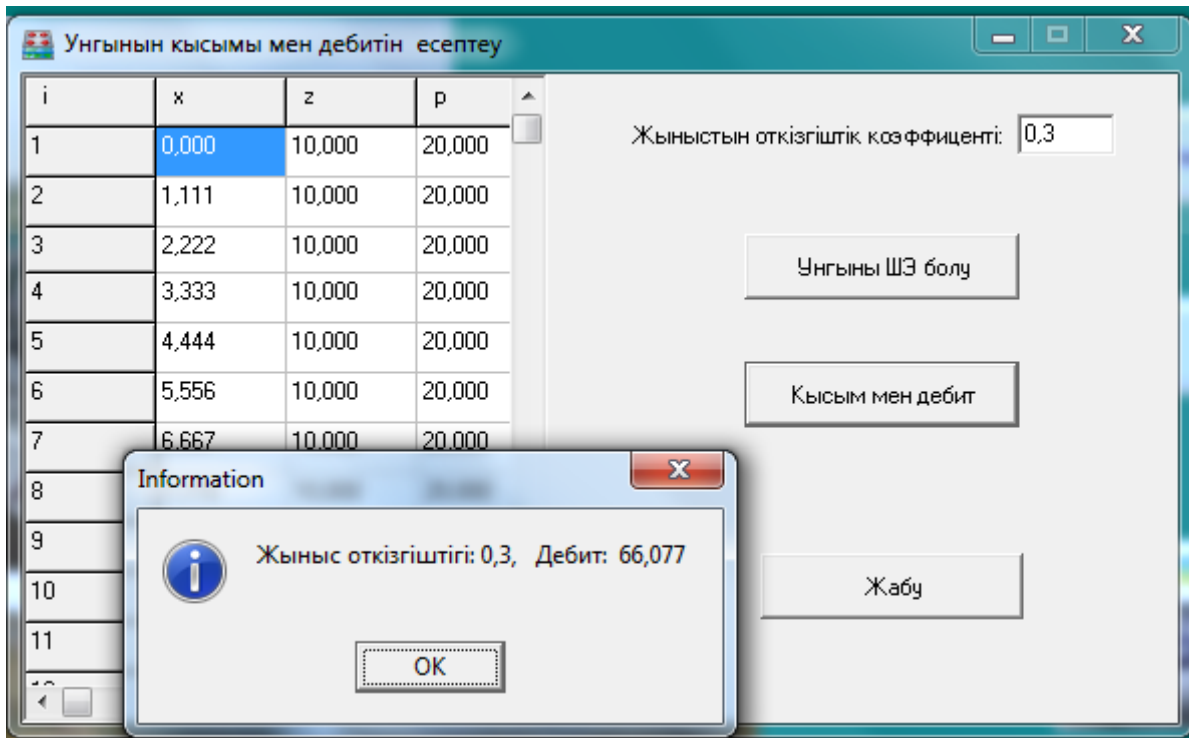 Унгынын кысымы мен дебитін есептеу
i x z p
1 0,000 10,000 20,000
2 1,111 10,000 20,000
3 2,222 10,000 20,000
4 3,333 10,000 20,000
5 4,444 10,000 20,000
6 5,556 10,000 20,000
7 6,667 10,000 20,000
8
9
10
11
Жыныстын откізгіштік коэффиценті: 0,3
Унгыны ШЭ болу
Кысым мен дебит
Жабу
Information
Жыныс откізгіштігі: 0,3, Дебит: 66,077
OK